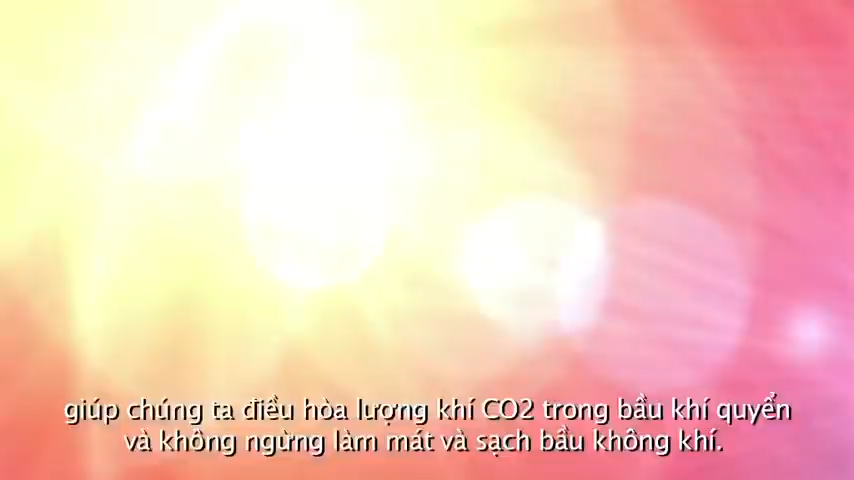 giúp chúng ta điều hòa lượng khí CO2 trong bầu khí quyển
và không ngừng làm mát và sạch bầu không khí.